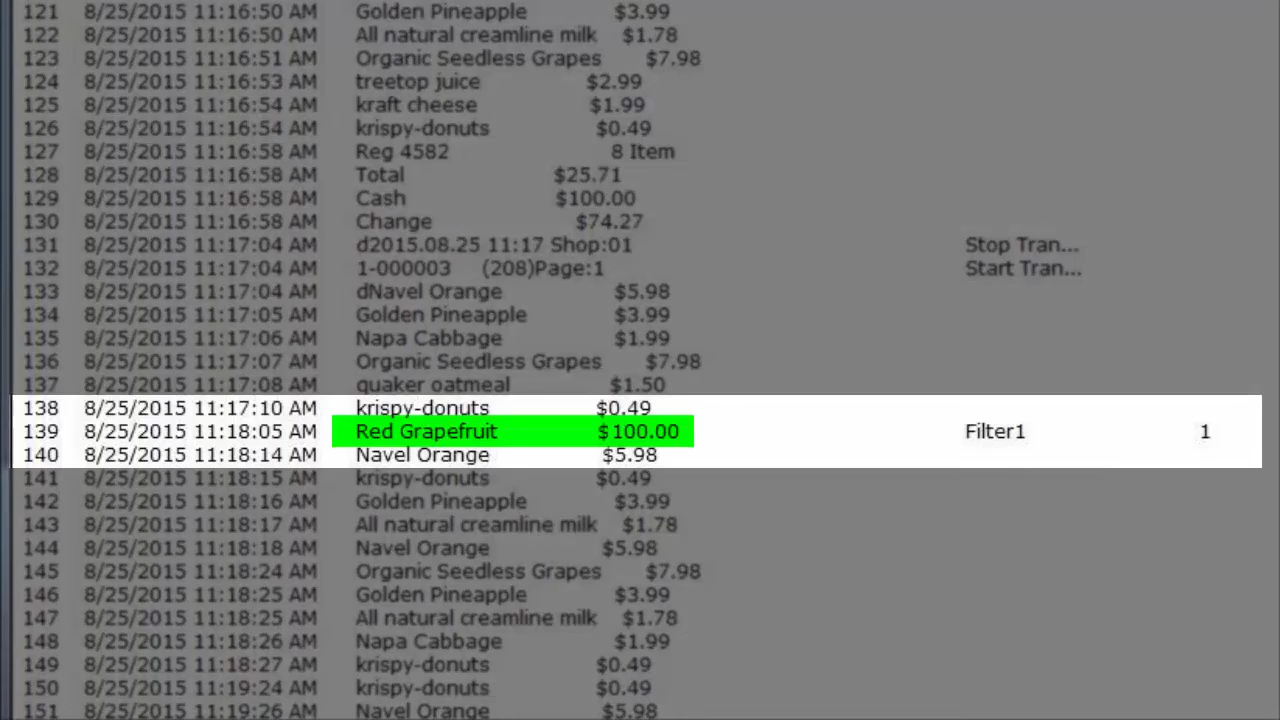 121 8/25/2015 11:16:50 AM Golden Pineapple $3.99
122 8/25/2015 11:16:50 AM All natural creamline milk $1.78
123 8/25/2015 11:16:51 AM Organic Seedless Grapes $7.98
124 8/25/2015 11:16:53 AM treetop juice $2.99
125 8/25/2015 11:16:54 AM kraft cheese $1.99
126 8/25/2015 11:16:54 AM krispy-donuts $0.49
127 8/25/2015 11:16:58 AM Reg 4582 8 Item
128 8/25/2015 11:16:58 AM Total $25.71
129 8/25/2015 11:16:58 AM Cash $100.00
130 8/25/2015 11:16:58 AM Change $74.27
131 8/25/2015 11:17:04 AM d2015.08.25 11:17 Shop:01 Stop Tran...
132 8/25/2015 11:17:04 AM 1-000003 (208)Page:1 Start Tran...
133 8/25/2015 11:17:04 AM dNavel Orange $5.98
134 8/25/2015 11:17:05 AM Golden Pineapple $3.99
135 8/25/2015 11:17:06 AM Napa Cabbage $1.99
136 8/25/2015 11:17:07 AM Organic Seedless Grapes $7.98
137 8/25/2015 11:17:08 AM quaker oatmeal $1.50
138 8/25/2015 11:17:10 AM krispy-donuts $0.49
139 8/25/2015 11:18:05 AM Red Grapefruit $100.00 Filter1 1
140 8/25/2015 11:18:14 AM Navel Orange $5.98
141 8/25/2015 11:18:15 AM krispy-donuts $0.49
142 8/25/2015 11:18:16 AM Golden Pineapple $3.99
143 8/25/2015 11:18:17 AM All natural creamline milk $1.78
144 8/25/2015 11:18:18 AM Navel Orange $5.98
145 8/25/2015 11:18:24 AM Organic Seedless Grapes $7.98
146 8/25/2015 11:18:25 AM Golden Pineapple $3.99
147 8/25/2015 11:18:25 AM All natural creamline milk $1.78
148 8/25/2015 11:18:26 AM Napa Cabbage $1.99
149 8/25/2015 11:18:27 AM krispy-donuts $0.49
150 8/25/2015 11:19:24 AM krispy-donuts $0.49
151 8/25/2015 11:19:26 AM Navel Orange $5.98